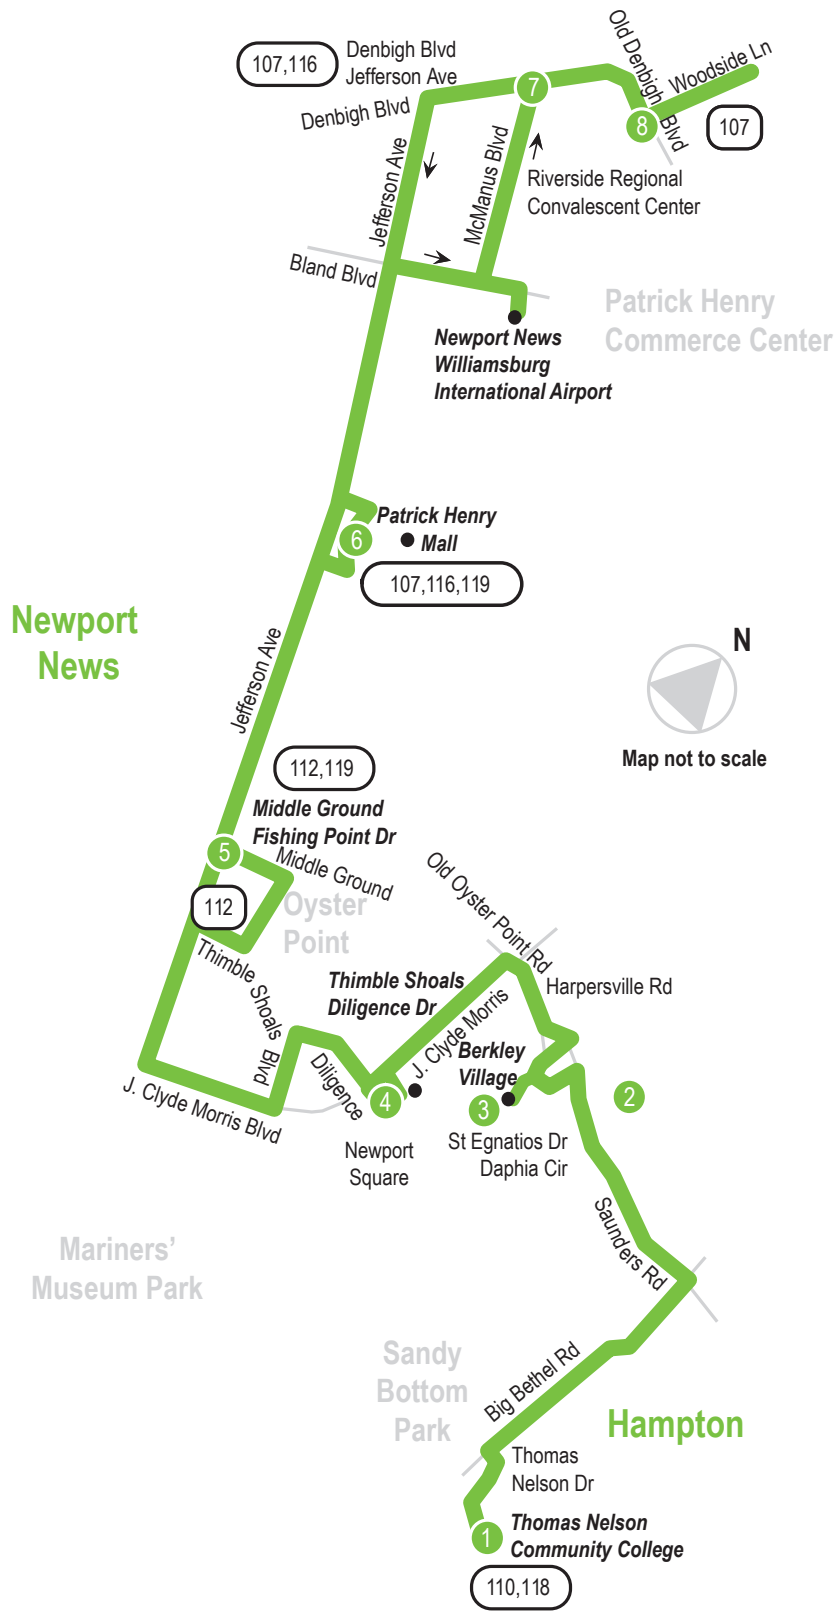 107,116
Denbigh Blvd
Jefferson Ave
Old Denbigh Blvd
Woodside Ln
7
Denbigh Blvd
8
107
Jefferson Ave
McManus Blvd
Riverside Regional
Convalescent Center
Bland Blvd
Patrick Henry
Commerce Center
Newport News
Williamsburg
International Airport
Patrick Henry
Mall
6
107,116,119
Newport
News
Jefferson Ave
N
Map not to scale
112,119
Middle Ground
Fishing Point Dr
5
Middle Ground
112
Oyster
Point
Old Oyster Point Rd
Thimble Shoals
Blvd
Thimble Shoals
Diligence Dr
Harpersville Rd
J. Clyde Morris
Berkley
Village
Diligence
J. Clyde Morris Blvd
4
3
2
Newport
Square
St Egnatios Dr
Daphia Cir
Saunders Rd
Mariners’
Museum Park
Sandy
Bottom
Park
Big Bethel Rd
Hampton
Thomas
Nelson Dr
1
Thomas Nelson
Community College
110,118